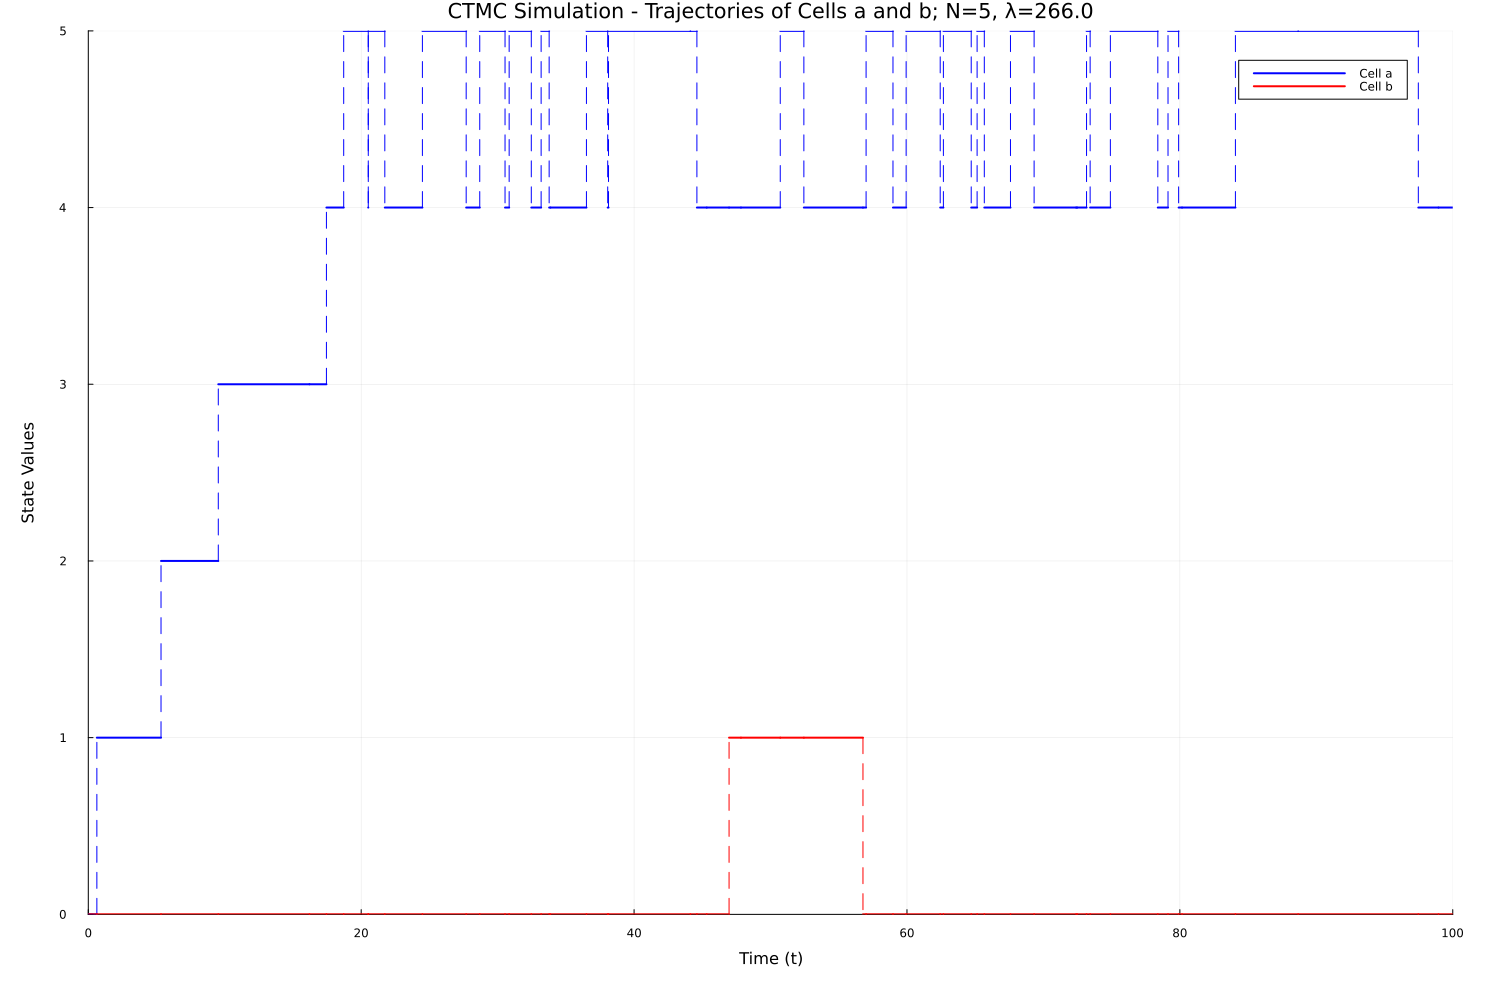 CTMC Simulation - Trajectories of Cells a and b; N=5, λ=266.0
5
Cell a
Cell b
4
3
State Values
2
1
0
0 20 40 60 80 100
Time (t)